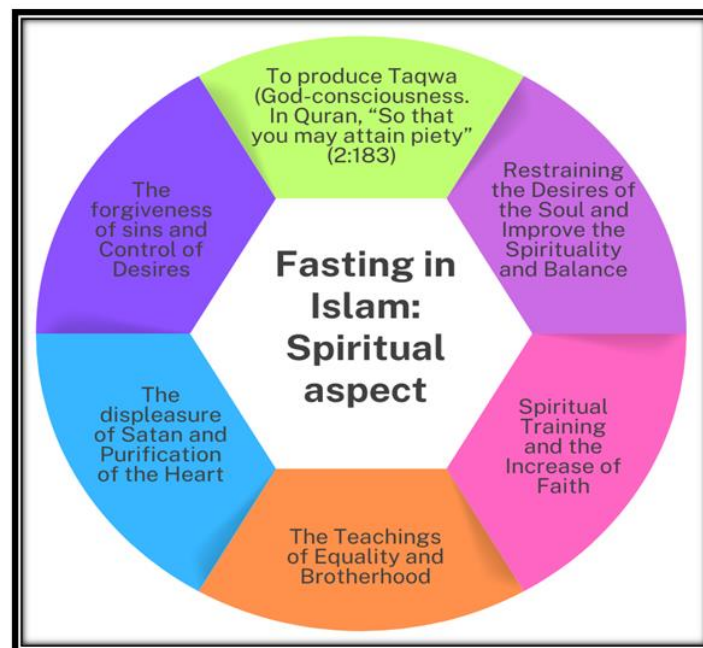 To produce Taqwa
(God-consciousness.
In Quran, “So that
you may attain piety”
(2:183)
Restraining
the Desires of
the Soul and
Improve the
Spirituality
and Balance
Spiritual
Training
and the
Increase of
Faith
The Teachings
of Equality and
Brotherhood
The
displeasure
of Satan and
Purification
of the Heart
The
forgiveness
of sins and
Control of
Desires
Fasting in
Islam:
Spiritual
aspect